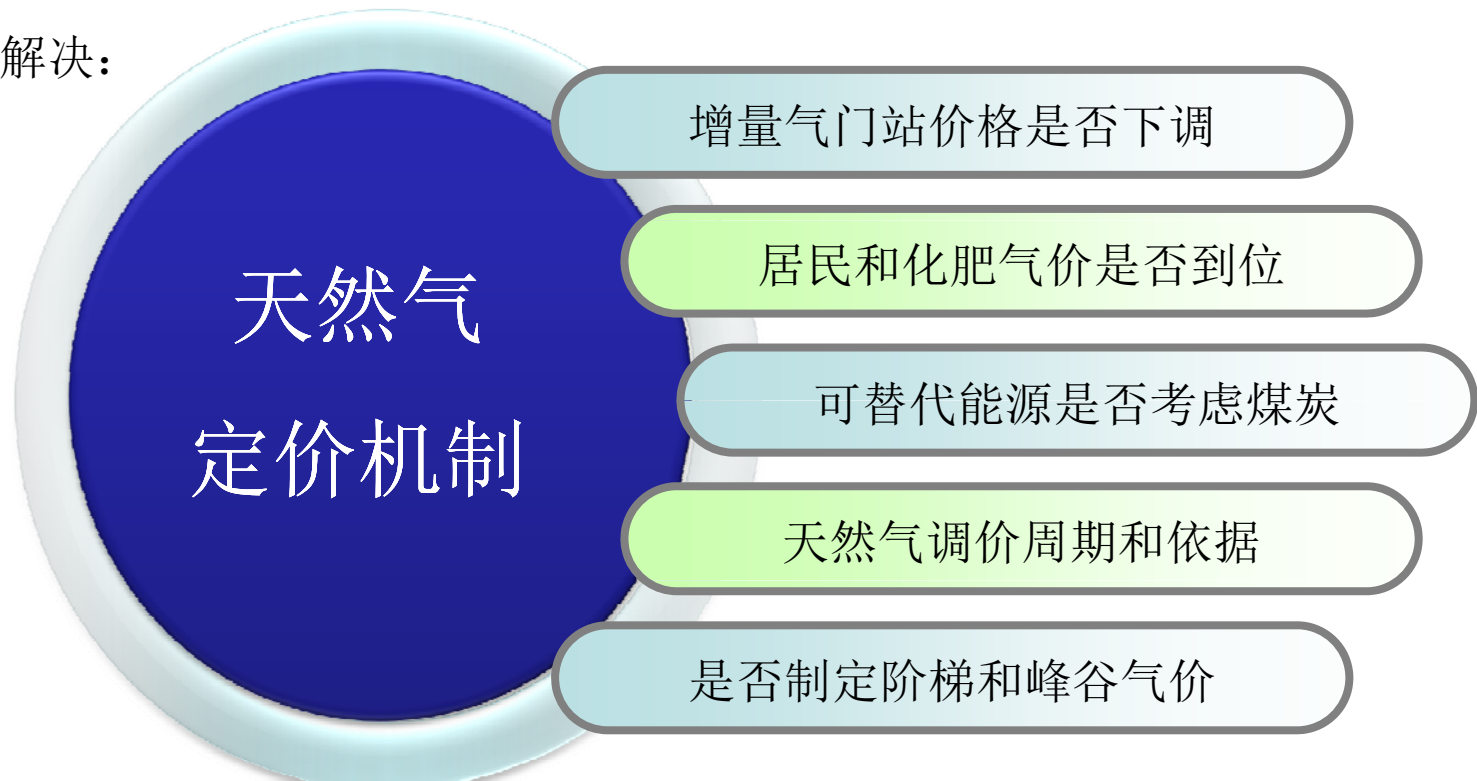 解决：
天然气
定价机制
增量气门站价格是否下调
居民和化肥气价是否到位
可替代能源是否考虑煤炭
天然气调价周期和依据
是否制定阶梯和峰谷气价